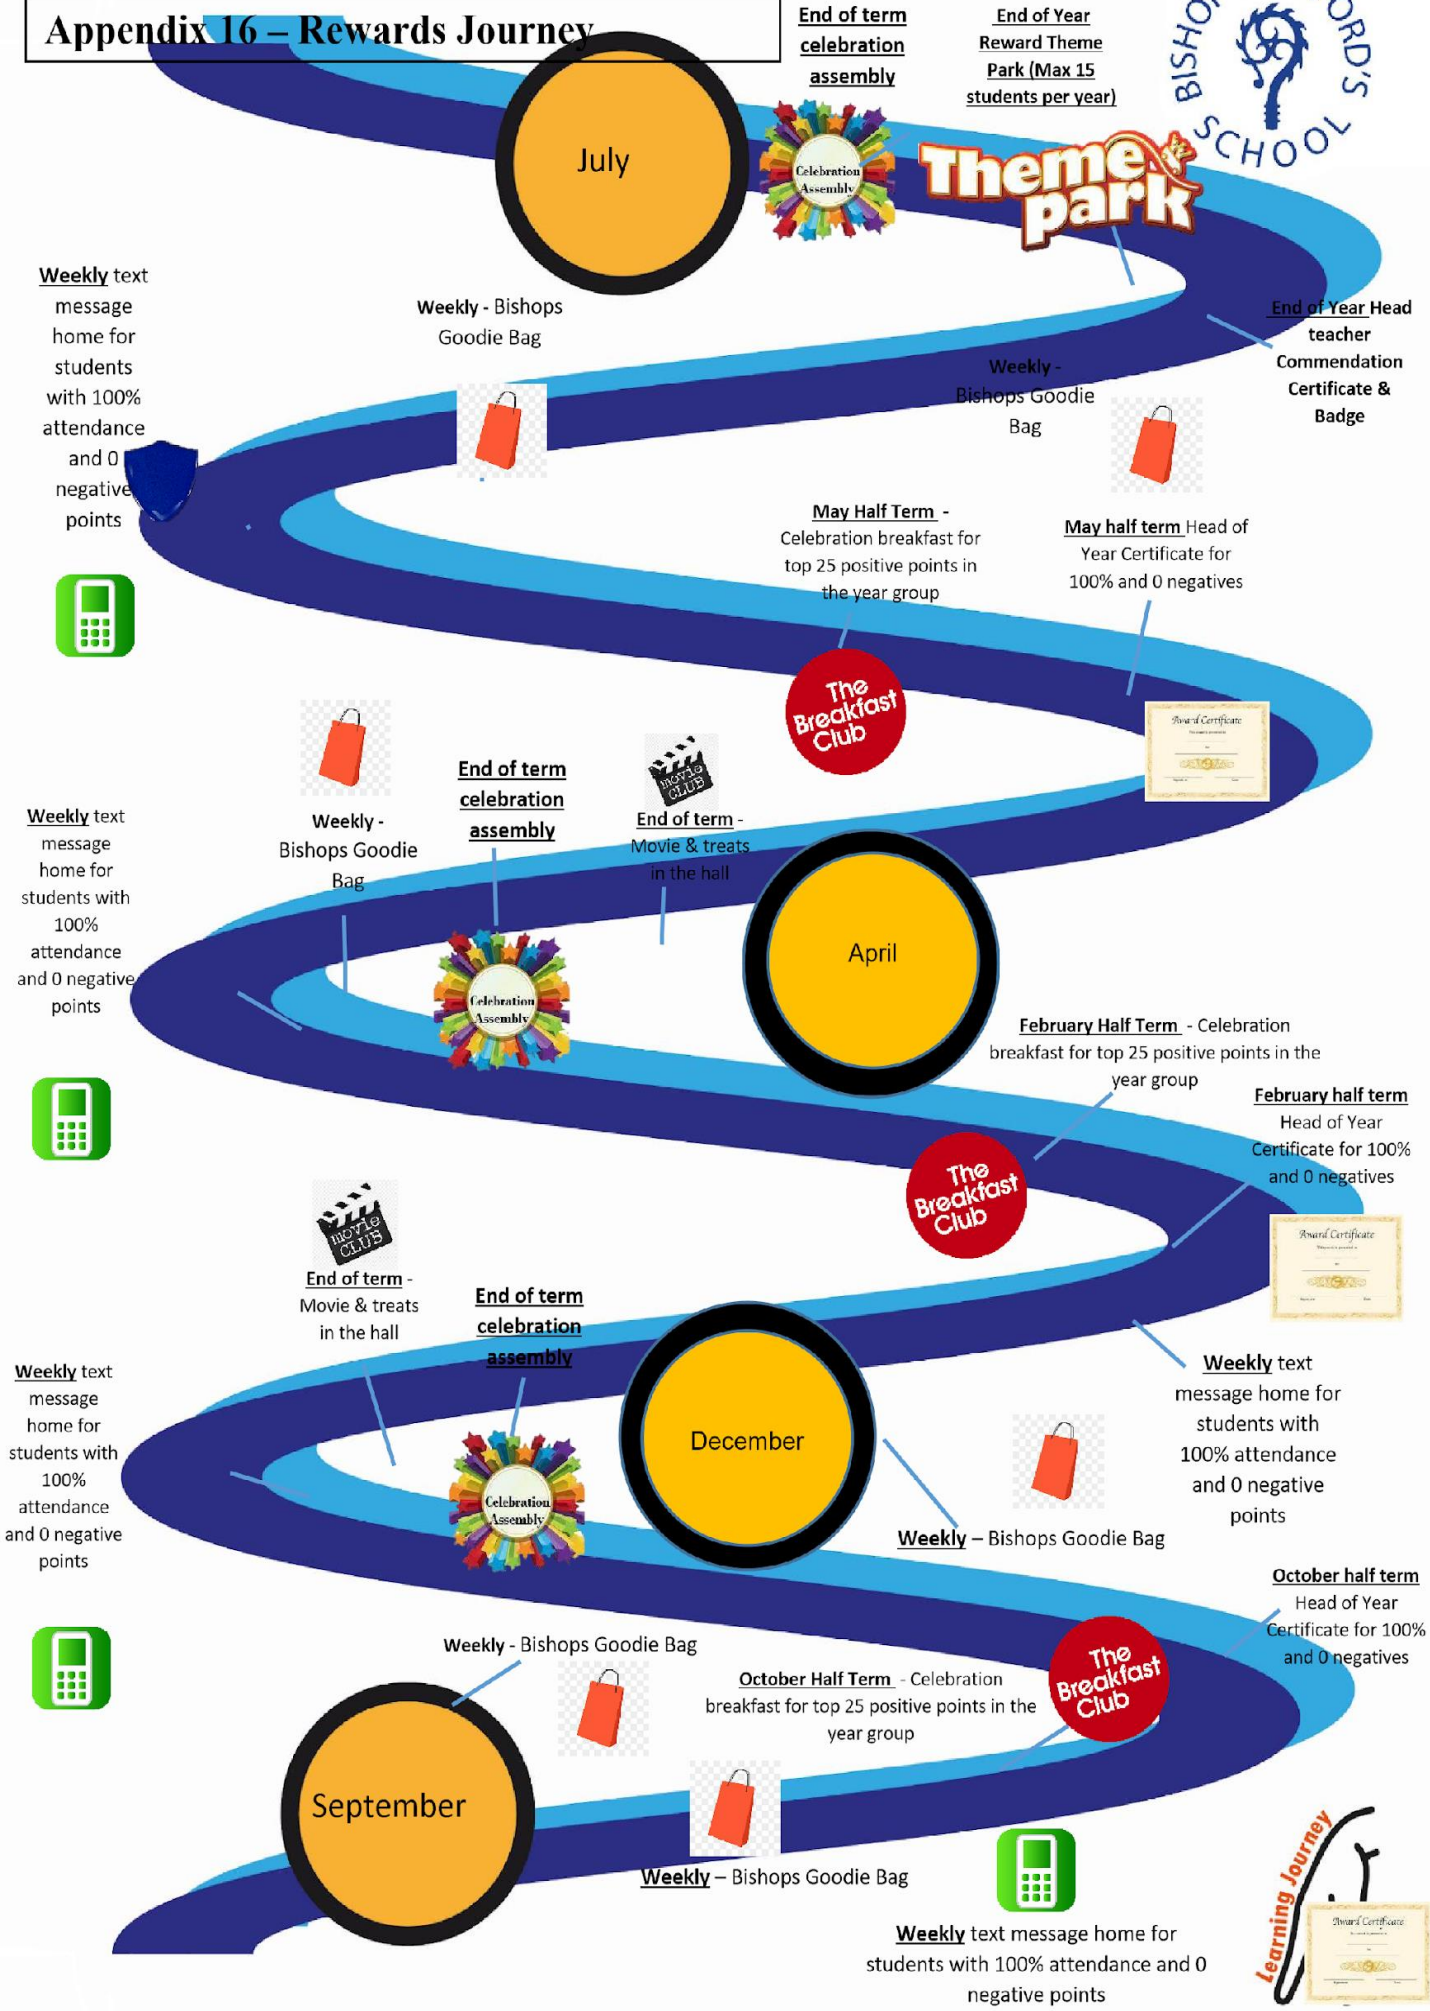 Appendix 16 – Rewards Journey
End of term
celebration
assembly
End of Year
Reward Theme
Park (Max 15
students per year)
SCHOOL
July
Celebration
Assembly
Theme
park
Weekly text
message
home for
students
with 100%
attendance
and 0
negative
points
Weekly - Bishops
Goodie Bag
End of Year Head
teacher
Commendation
Certificate &
Badge
Weekly -
Bishops Goodie
Bag
May Half Term -
Celebration breakfast for
top 25 positive points in
the year group
May half term Head of
Year Certificate for
100% and 0 negatives
The
Breakfast
Club
Award Certificate
Weekly text
message
home for
students with
100%
attendance
and 0 negative
points
Weekly -
Bishops Goodie
Bag
End of term
celebration
assembly
movie
CLUB
End of term -
Movie & treats
in the hall
April
Celebration
Assembly
February Half Term - Celebration
breakfast for top 25 positive points in the
year group
February half term
Head of Year
Certificate for 100%
and 0 negatives
The
Breakfast
Club
Award Certificate
movie
CLUB
End of term -
Movie & treats
in the hall
End of term
celebration
assembly
December
Weekly text
message
home for
students with
100%
attendance
and 0 negative
points
Celebration
Assembly
Weekly text
message home for
students with
100% attendance
and 0 negative
points
Weekly – Bishops Goodie Bag
October half term
Head of Year
Certificate for 100%
and 0 negatives
Weekly - Bishops Goodie Bag
October Half Term - Celebration
breakfast for top 25 positive points in the
year group
The
Breakfast
Club
September
Weekly – Bishops Goodie Bag
Weekly text message home for
students with 100% attendance and 0
negative points
Learning Journey
Award Certificate